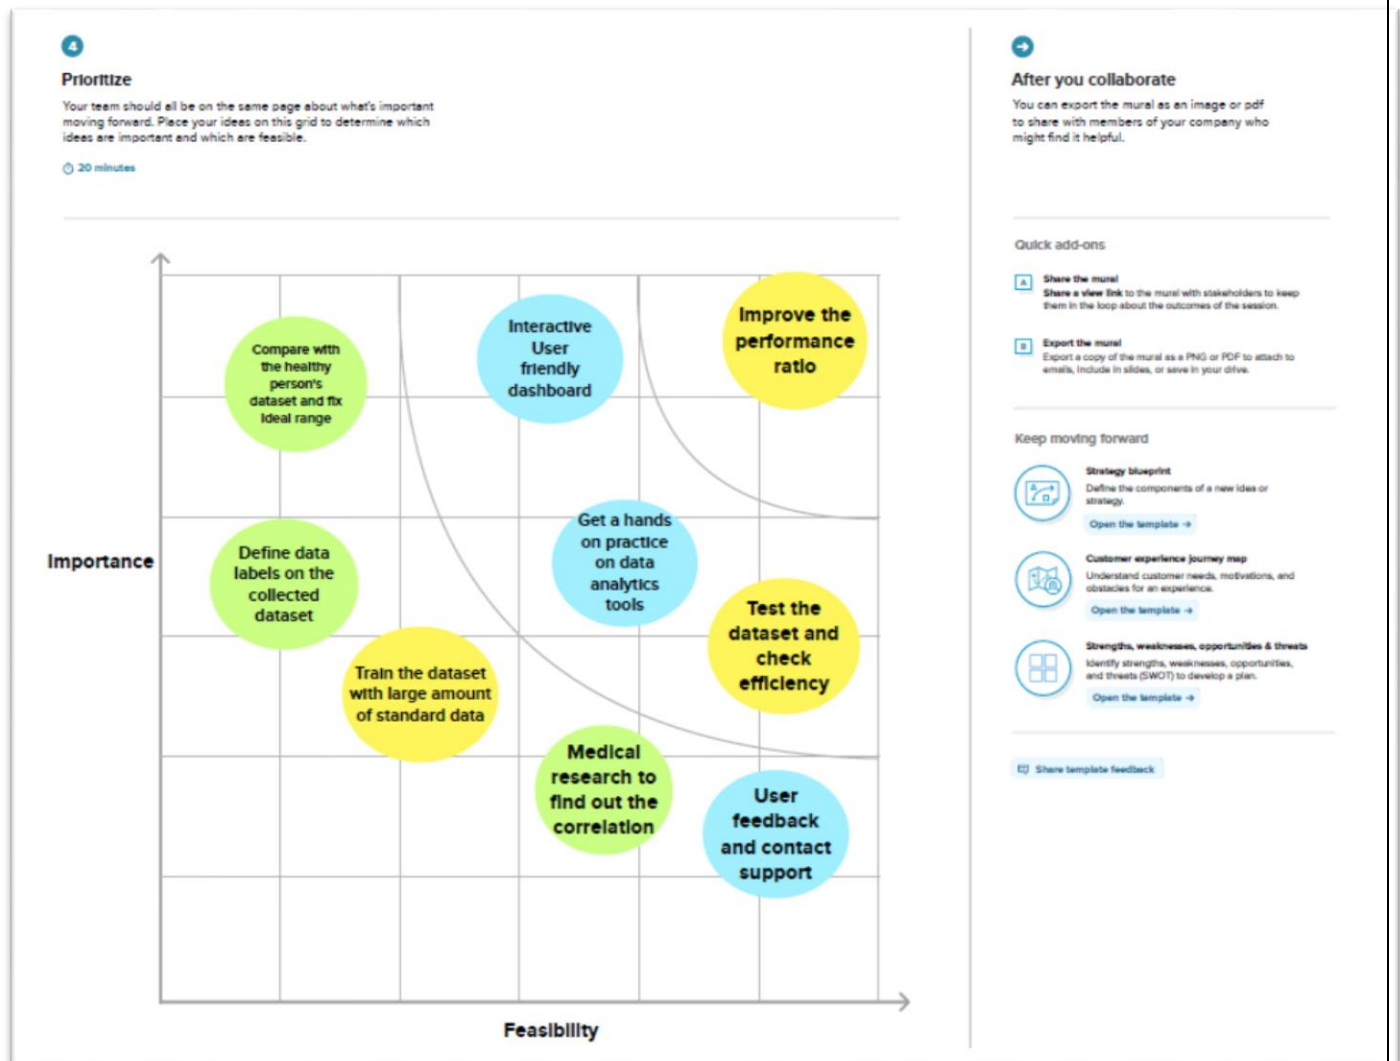 4
Prioritize
Your team should all be on the same page about what's important
moving forward. Place your ideas on this grid to determine which
ideas are important and which are feasible.
20 minutes
Importance
Compare with
the healthy
person's
dataset and fix
ideal range
Interactive
User
friendly
dashboard
Improve the
performance
ratio
Define data
labels on the
collected
dataset
Get a hands
on practice
on data
analytics
tools
Test the
dataset and
check
efficiency
Train the dataset
with large amount
of standard data
Medical
research to
find out the
correlation
User
feedback
and contact
support
Feasibility
After you collaborate
You can export the mural as an image or pdf
to share with members of your company who
might find it helpful.
Quick add-ons
A
Share the mural
Share a view link to the mural with stakeholders to keep
them in the loop about the outcomes of the session.
B
Export the mural
Export a copy of the mural as a PNG or PDF to attach to
emails, include in slides, or save in your drive.
Keep moving forward
Strategy blueprint
Define the components of a new idea or
strategy.
Open the template →
Customer experience journey map
Understand customer needs, motivations, and
obstacles for an experience.
Open the template →
Strengths, weaknesses, opportunities & threats
Identify strengths, weaknesses, opportunities,
and threats (SWOT) to develop a plan.
Open the template →
Share template feedback